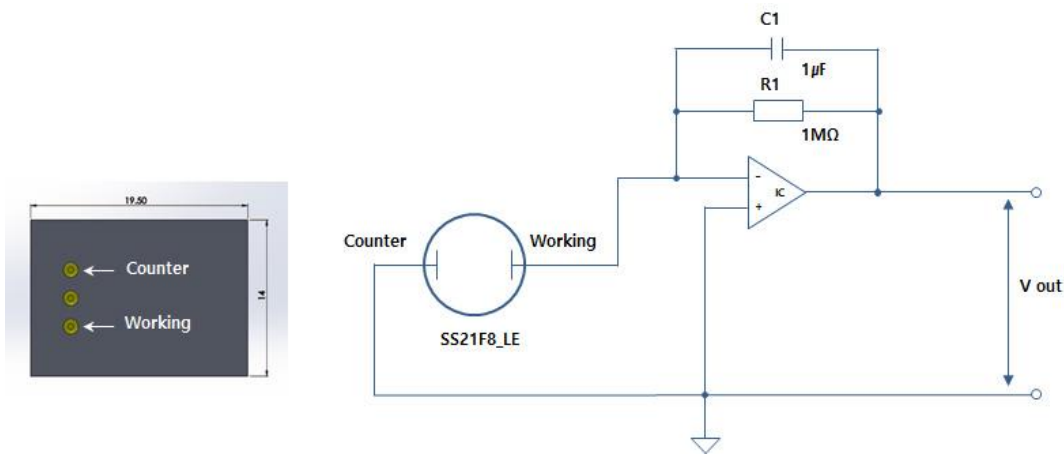 19.50
Counter
Working
14
C1
1㎌
R1
1MΩ
-
IC
+
Counter
Working
SS21F8_LE
V out